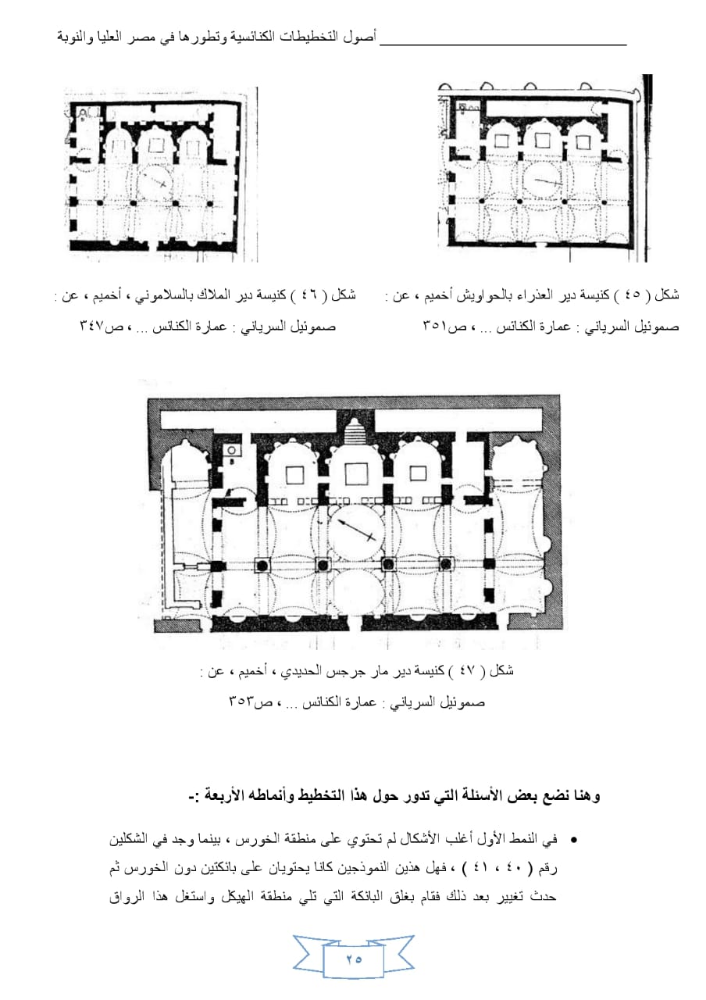 أصول التخطيطات الكنائسية وتطورها في مصر العليا والنوبة
شكل ( ٤٥ ) كنيسة دير العذراء بالحواويش أخميم ، عن :
صموئيل السرياني : عمارة الكنائس ... ، ص٣٥١
شكل ( ٤٦ ) كنيسة دير الملاك بالسلاموني ، أخميم ، عن :
صموئيل السرياني : عمارة الكنائس ... ، ص٣٤٧
شكل ( ٤٧ ) كنيسة دير مار جرجس الحديدي ، أخميم ، عن :
صموئيل السرياني : عمارة الكنائس ... ، ص٣٥٣
وهنا نضع بعض الأسئلة التي تدور حول هذا التخطيط وأنماطه الأربعة :-
• في النمط الأول أغلب الأشكال لم تحتوي على منطقة الخورس ، بينما وجد في الشكلين
رقم ( ٤٠ ، ٤١ ) ، فهل هذين النموذجين كانا يحتويان على بائكتين دون الخورس ثم
حدث تغيير بعد ذلك فقام بغلق البائكة التي تلي منطقة الهيكل واستغل هذا الرواق
٢٥